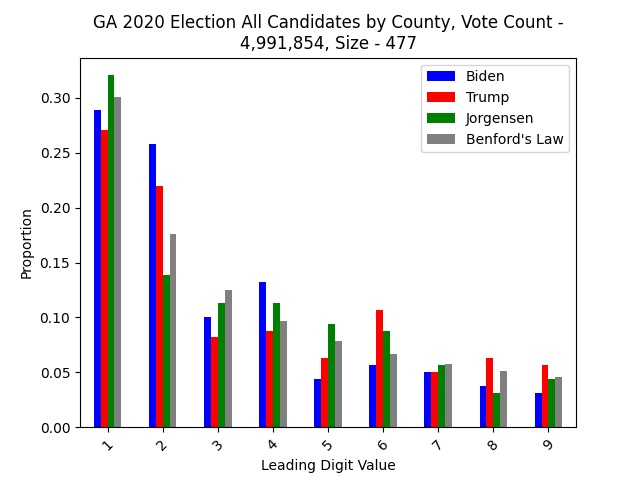 GA 2020 Election All Candidates by County, Vote Count -
4,991,854, Size - 477
Biden
Trump
Jorgensen
Benford's Law
Proportion
0.30
0.25
0.20
0.15
0.10
0.05
0.00
1
2
3
4
5
6
7
8
9
Leading Digit Value